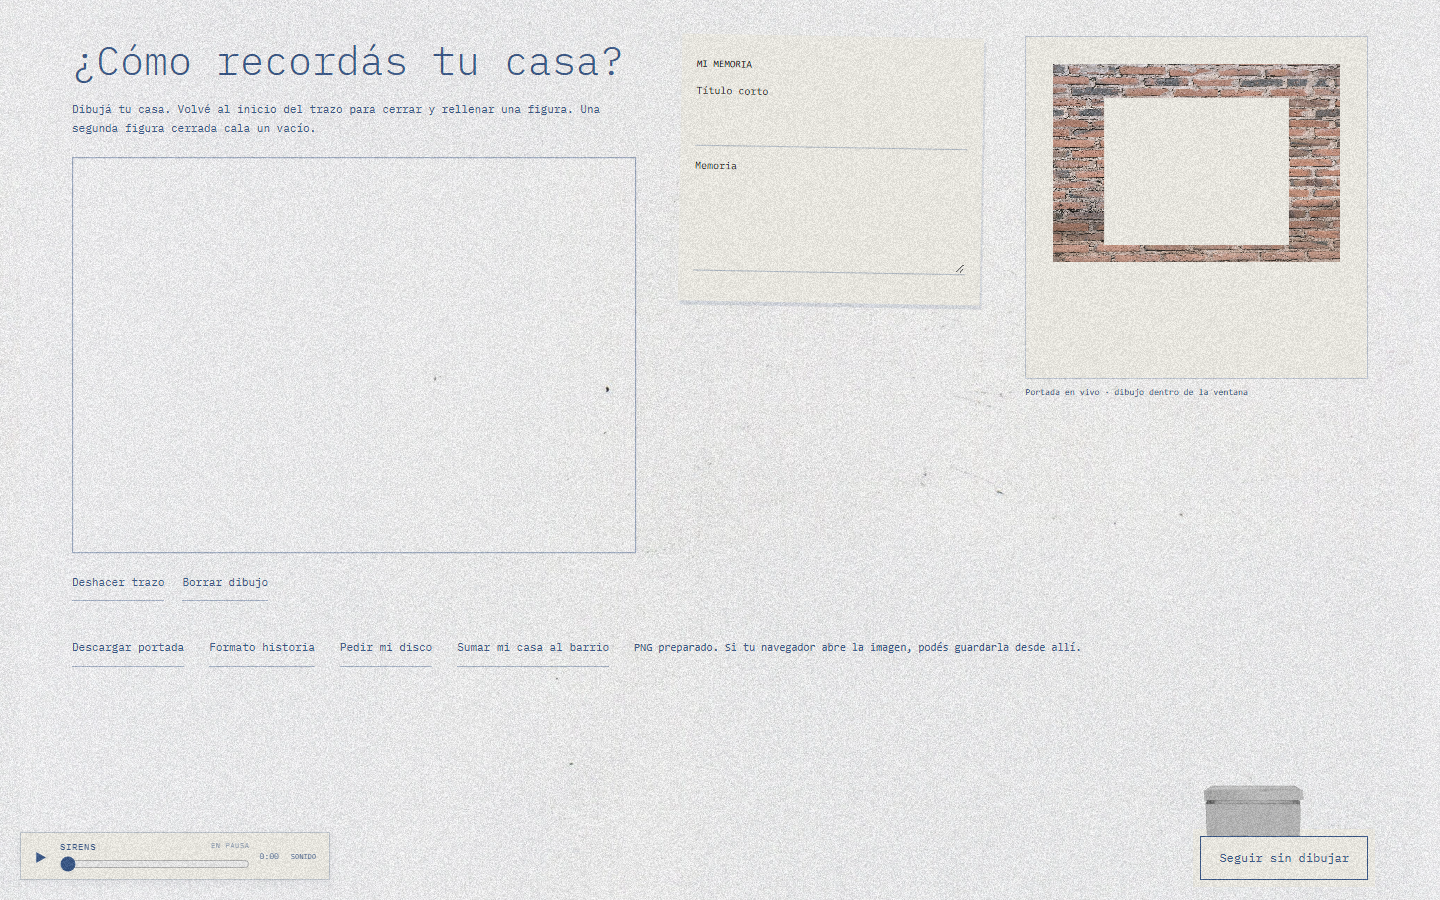 ¿Cómo recordás tu casa?
Dibujá tu casa. Volvé al inicio del trazo para cerrar y rellenar una figura. Una
segunda figura cerrada cala un vacío.
MI MEMORIA
Título corto
Memoria
Portada en vivo · dibujo dentro de la ventana
Deshacer trazo
Borrar dibujo
Descargar portada
Formato historia
Pedir mi disco
Sumar mi casa al barrio
PNG preparado. Si tu navegador abre la imagen, podés guardarla desde allí.
SIRENS
EN PAUSA
0:00
SONIDO
Seguir sin dibujar